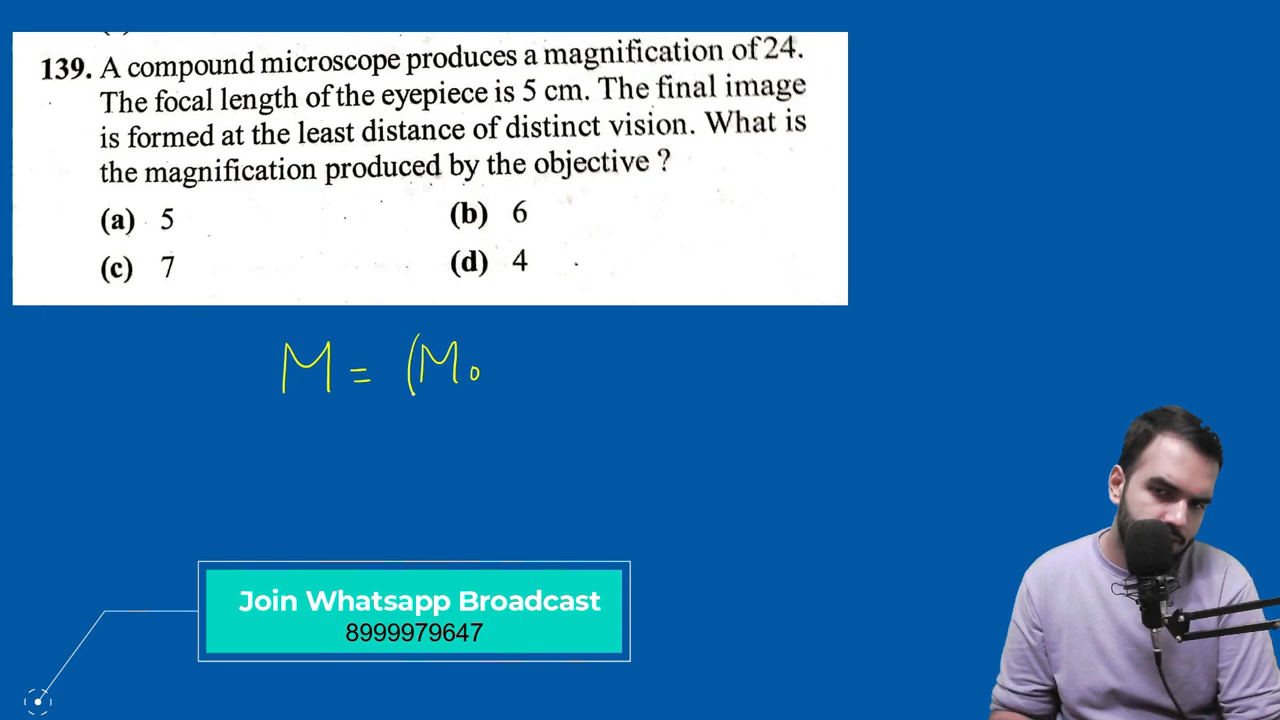 139. A compound microscope produces a magnification of 24.
The focal length of the eyepiece is 5 cm. The final image
is formed at the least distance of distinct vision. What is
the magnification produced by the objective ?
(a) 5 (b) 6
(c) 7 (d) 4
M = (M₀
Join Whatsapp Broadcast
8999979647